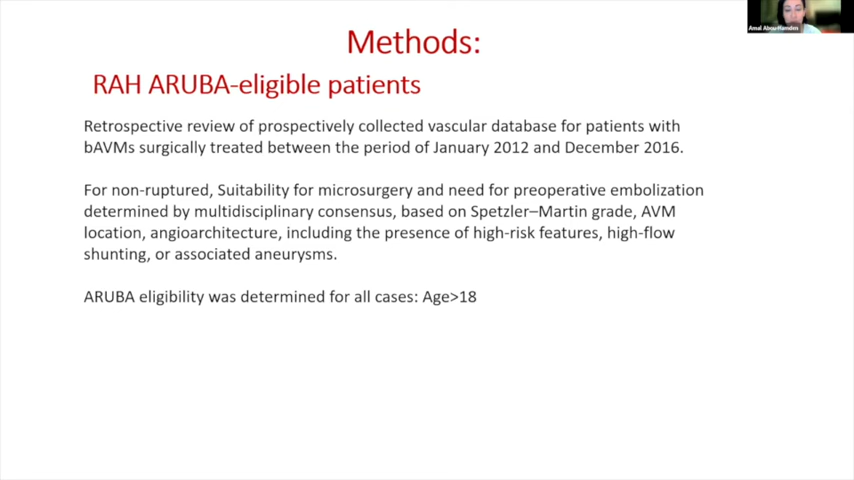 Methods:
Amal Abou-Hamden
RAH ARUBA-eligible patients
Retrospective review of prospectively collected vascular database for patients with
bAVMs surgically treated between the period of January 2012 and December 2016.
For non-ruptured, Suitability for microsurgery and need for preoperative embolization
determined by multidisciplinary consensus, based on Spetzler–Martin grade, AVM
location, angioarchitecture, including the presence of high-risk features, high-flow
shunting, or associated aneurysms.
ARUBA eligibility was determined for all cases: Age>18